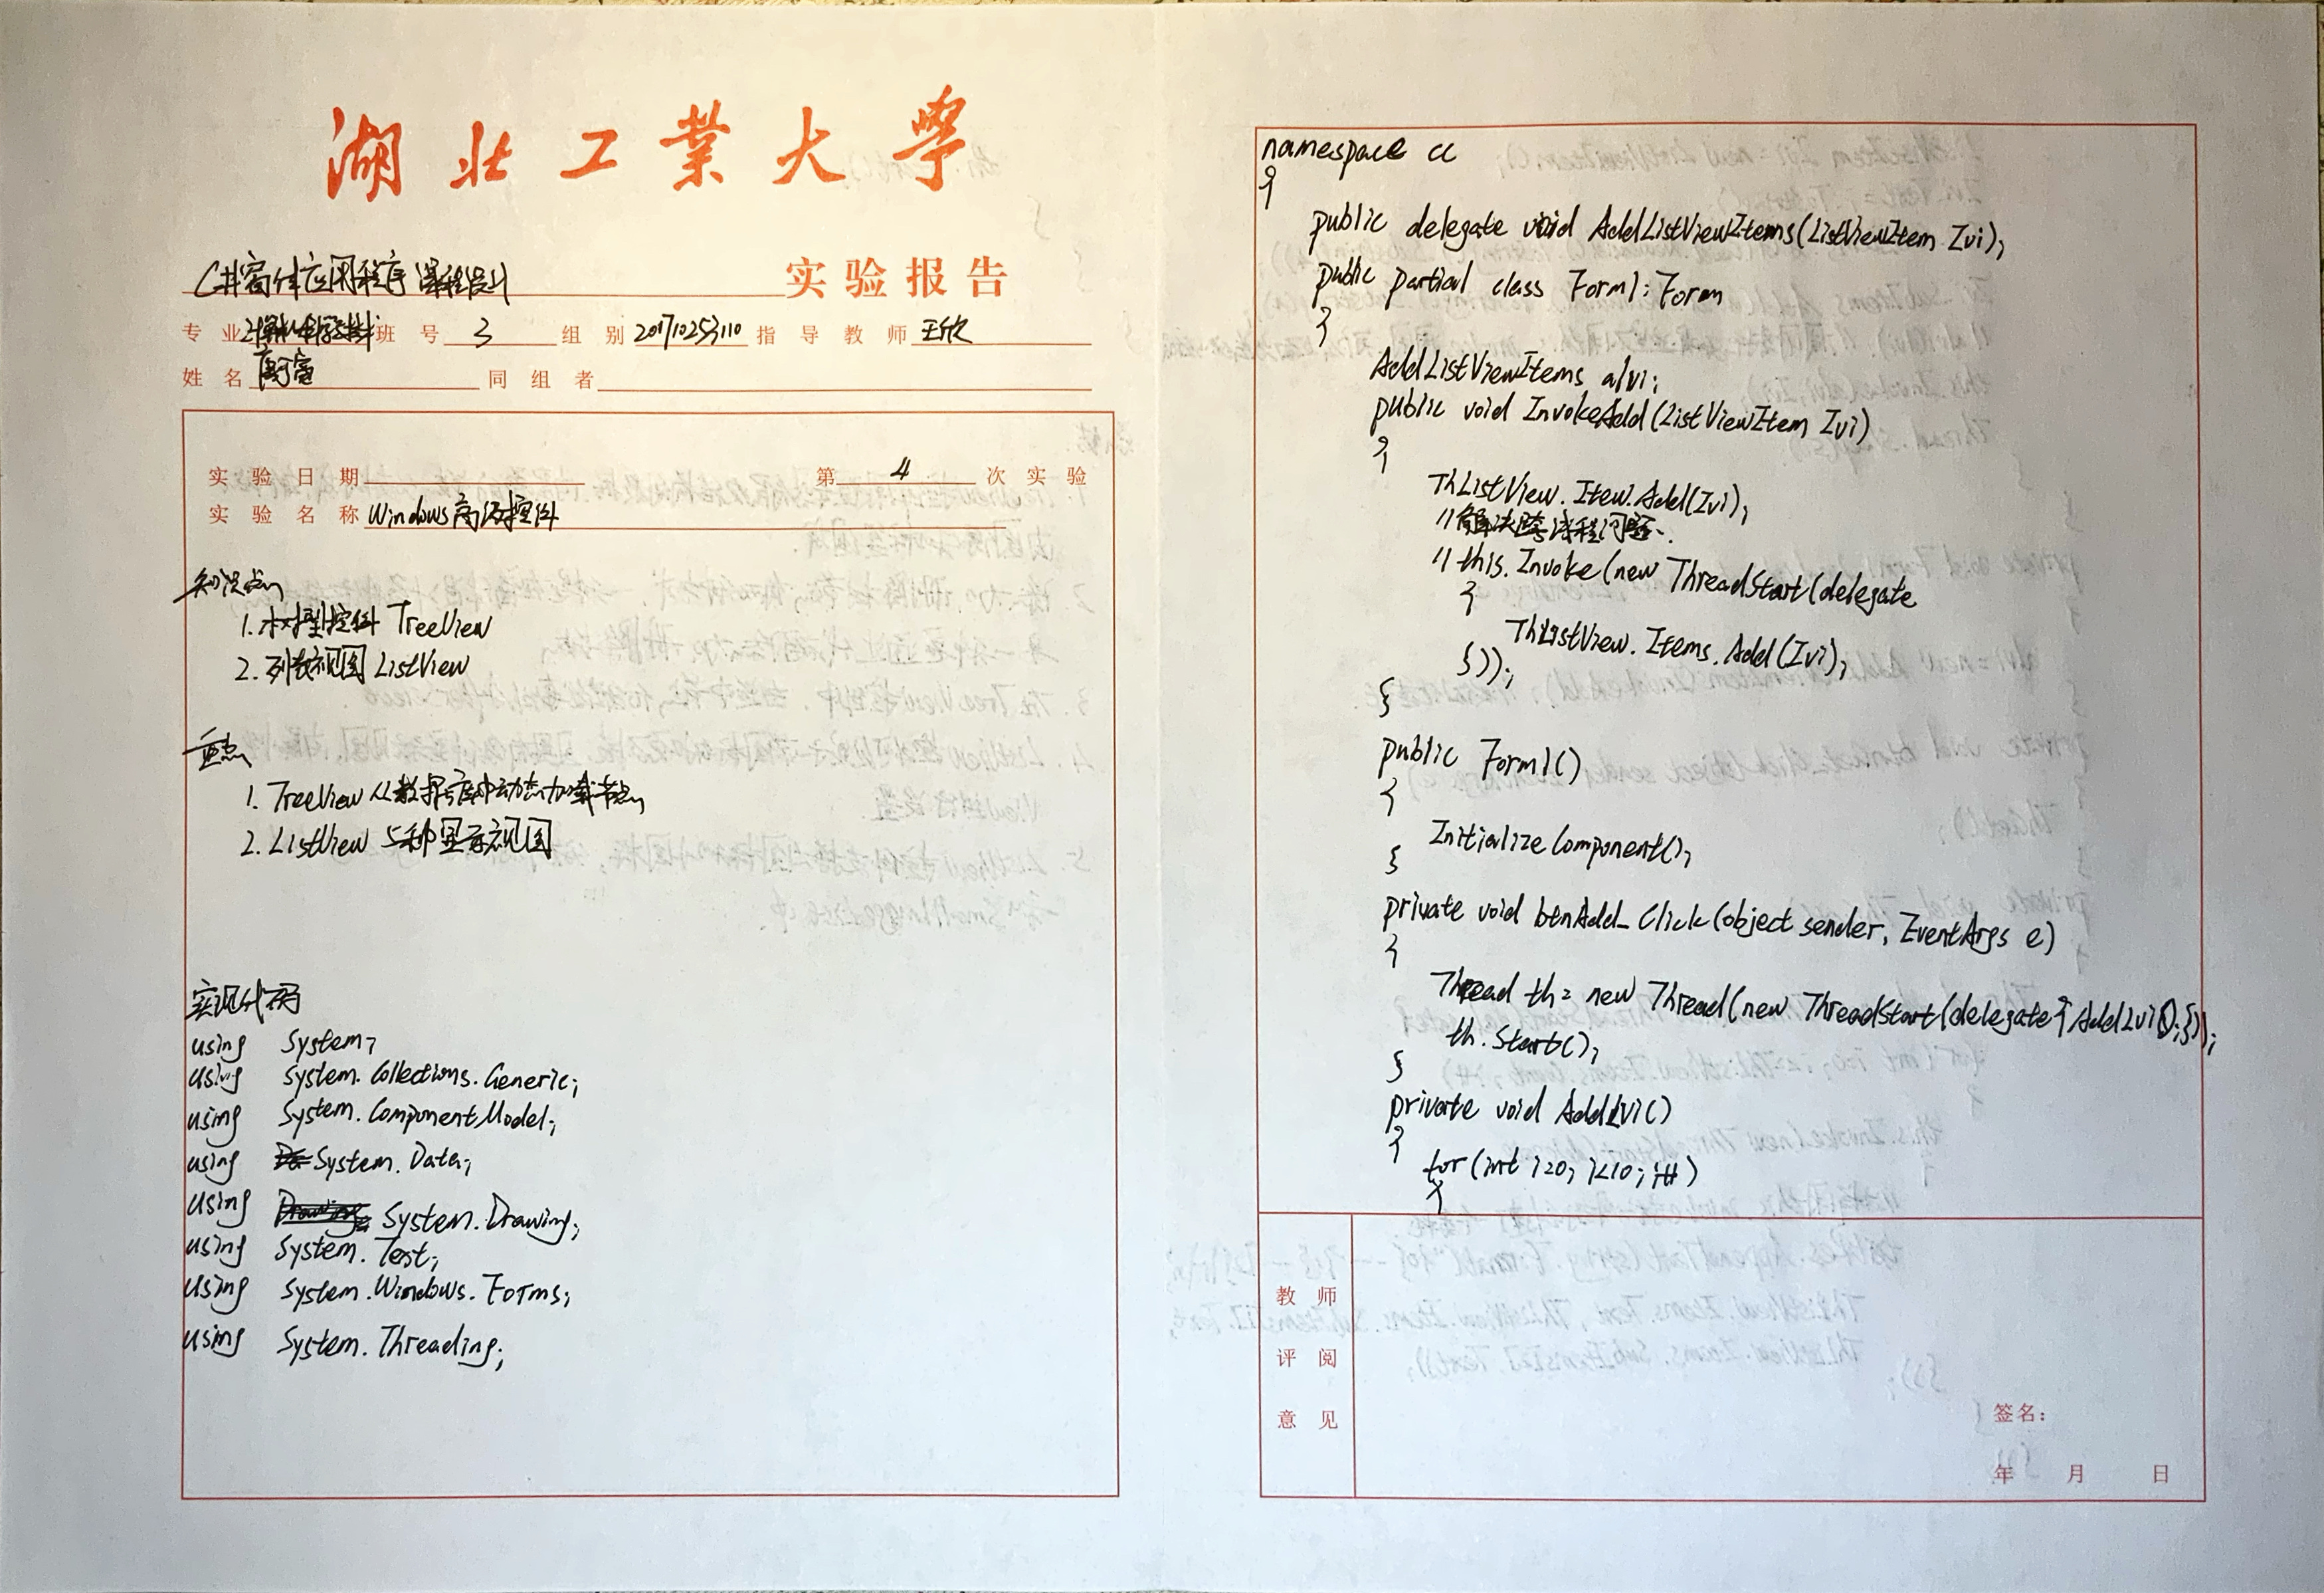 湖北工業大學
C#窗体应用程序课程设计 实验报告
专业 计算机科学与技术 班号 3 组别 201710253110 指导教师 王欣
姓名 同组者
实验日期 第 4 次实验
实验名称 Windows高级控件
知识点
1. 树型控件 TreeView
2. 列表视图 ListView
重点
1. TreeView 从数据库中动态加载节点
2. ListView 5种显示视图
实现代码
using System;
using System.Collections.Generic;
using System.ComponentModel;
using System.Data;
using System.Drawing;
using System.Text;
using System.Windows.Forms;
using System.Threading;
namespace cc
{
public delegate void AddListViewItems(ListViewItem Ivi);
public partial class Form1:Form
{
AddListViewItems alvi;
public void InvokeAdd(ListViewItem Ivi)
{
ThListView.Item.Add(Ivi);
//解决跨线程问题.
//this.Invoke(new ThreadStart(delegate
{
ThListView.Items.Add(Ivi);
}));
}
public Form1()
{
InitializeComponent();
}
private void btnAdd_Click(object sender, EventArgs e)
{
Thread th= new Thread(new ThreadStart(delegate{AddLvi();}));
th.Start();
}
private void AddLvi()
{
for(int i=0; i<10; i++)
{
教师
评阅
意见
签名：
年 月 日